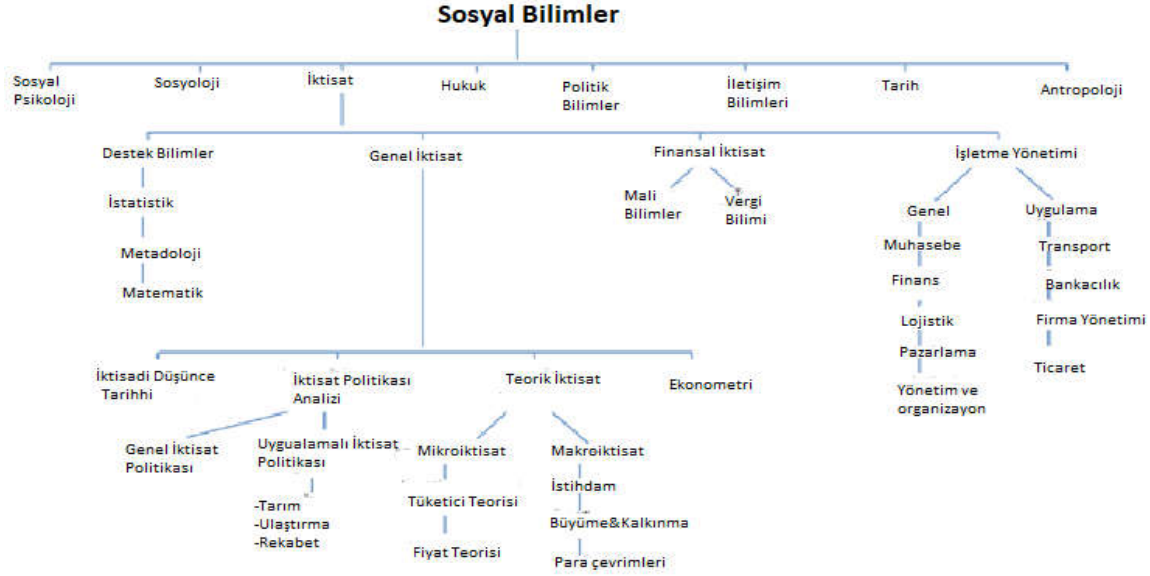 Sosyal Bilimler
Sosyal
Psikoloji
Sosyoloji
İktisat
Hukuk
Politik
Bilimler
İletişim
Bilimleri
Tarih
Antropoloji
Destek Bilimler
Genel İktisat
Finansal İktisat
İşletme Yönetimi
İstatistik
Metadoloji
Matematik
Mali
Bilimler
Vergi
Bilimi
Genel
Muhasebe
Finans
Lojistik
Pazarlama
Yönetim ve
organizayon
Uygulama
Transport
Bankacılık
Firma Yönetimi
Ticaret
İktisadi Düşünce
Tarihhi
İktisat Politikası
Analizi
Teorik İktisat
Ekonometri
Genel İktisat
Politikası
Uygualamalı İktisat
Politikası
-Tarım
-Ulaştırma
-Rekabet
Mikroiktisat
Tüketici Teorisi
Fiyat Teorisi
Makroiktisat
İstihdam
Büyüme&Kalkınma
Para çevrimleri